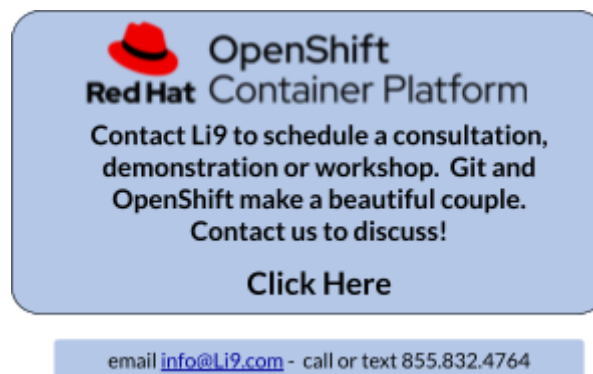 OpenShift
Red Hat Container Platform
Contact Li9 to schedule a consultation,
demonstration or workshop.  Git and
OpenShift make a beautiful couple.
Contact us to discuss!
Click Here
email info@Li9.com - call or text 855.832.4764